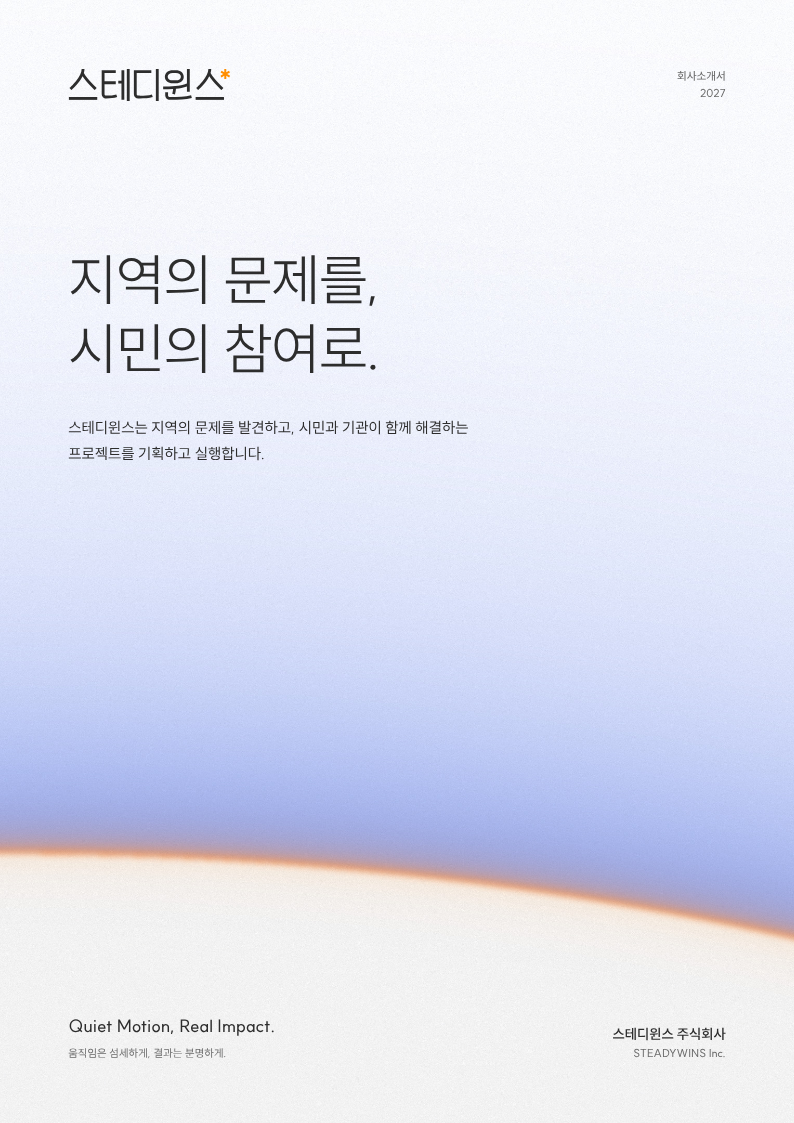 스테디윈스*
회사소개서
2027
지역의 문제를,
시민의 참여로.
스테디윈스는 지역의 문제를 발견하고, 시민과 기관이 함께 해결하는
프로젝트를 기획하고 실행합니다.
Quiet Motion, Real Impact.
움직임은 섬세하게, 결과는 분명하게.
스테디윈스 주식회사
STEADYWINS Inc.